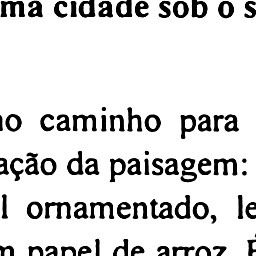 ma cidade sob o s
no caminho para
ação da paisagem:
l ornamentado, le
m papel de arroz. É